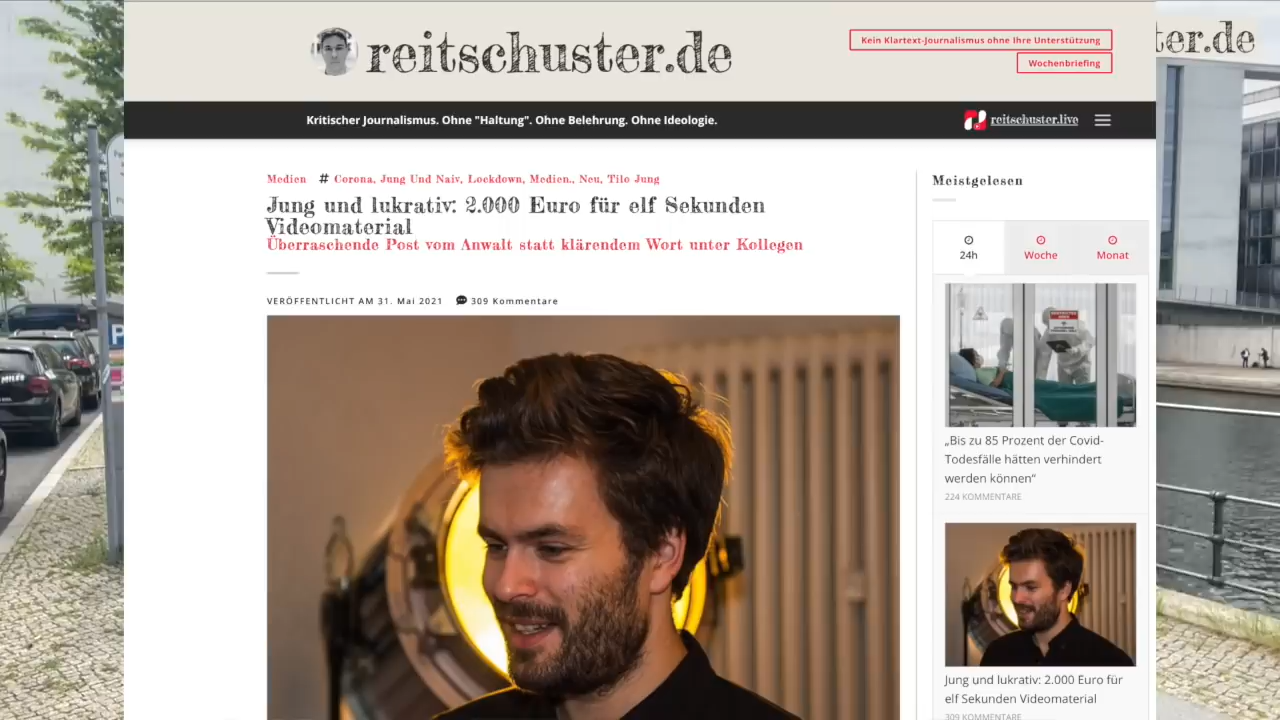 reitschuster.de
Kein Klartext-Journalismus ohne Ihre Unterstützung
Wochenbriefing
ter.de
Kritischer Journalismus. Ohne "Haltung". Ohne Belehrung. Ohne Ideologie.
reitschuster.live
Medien # Corona, Jung Und Naiv, Lockdown, Medien., Neu, Tilo Jung
Jung und lukrativ: 2.000 Euro für elf Sekunden
Videomaterial
Überraschende Post vom Anwalt statt klärendem Wort unter Kollegen
VERÖFFENTLICHT AM 31. Mai 2021 309 Kommentare
Meistgelesen
24h
Woche
Monat
„Bis zu 85 Prozent der Covid-
Todesfälle hätten verhindert
werden können“
224 KOMMENTARE
Jung und lukrativ: 2.000 Euro für
elf Sekunden Videomaterial
309 KOMMENTARE
P